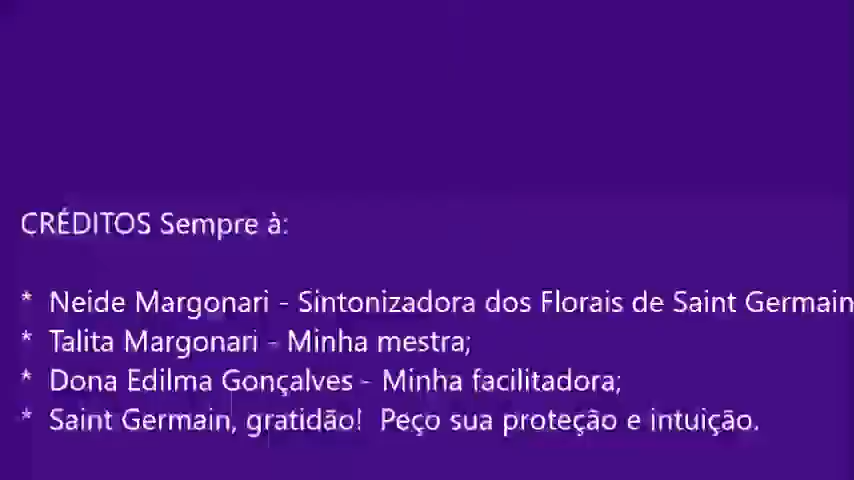 CRÉDITOS Sempre à:
* Neide Margonari - Sintonizadora dos Florais de Saint Germain
* Talita Margonari - Minha mestra;
* Dona Edilma Gonçalves - Minha facilitadora;
* Saint Germain, gratidão! Peço sua proteção e intuição.